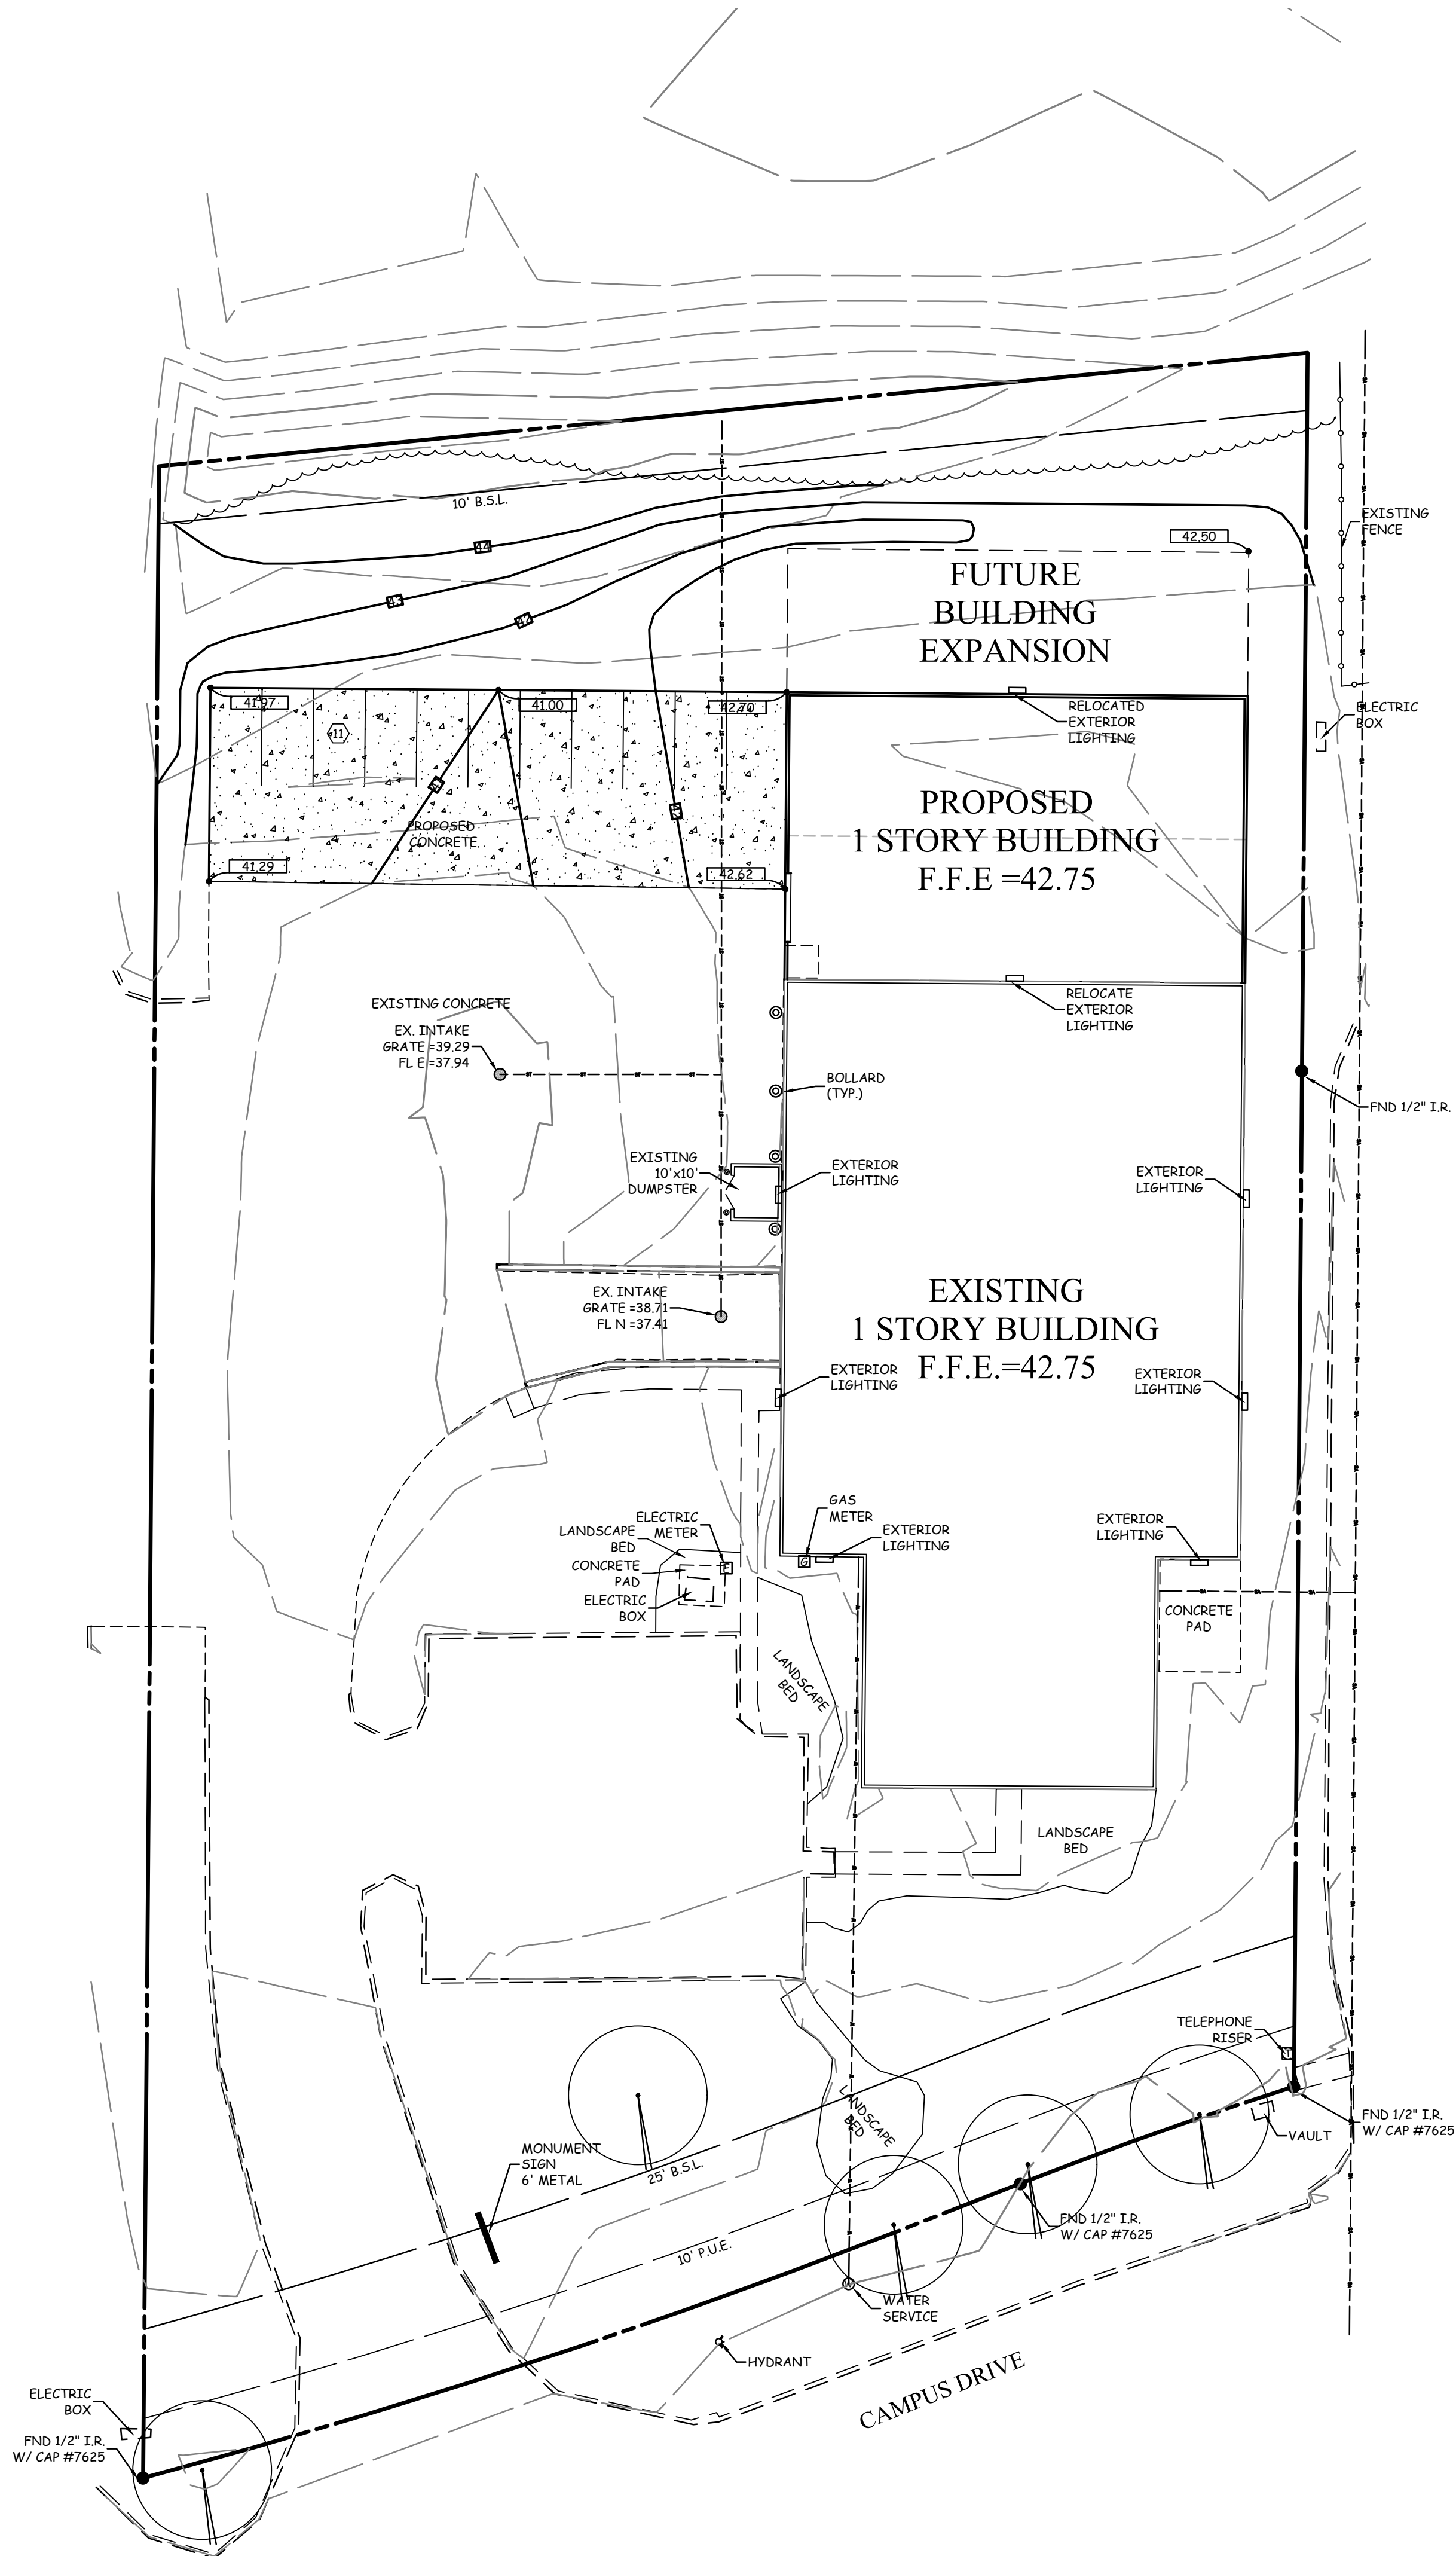 10' B.S.L.
44
43
42
42.50
EXISTING
FENCE
FUTURE
BUILDING
EXPANSION
41.97
41.00
42.70
11
RELOCATED
EXTERIOR
LIGHTING
ELECTRIC
BOX
PROPOSED
CONCRETE
PROPOSED
1 STORY BUILDING
F.F.E =42.75
41.29
42.62
EXISTING CONCRETE
EX. INTAKE
GRATE =39.29
FL E =37.94
RELOCATE
EXTERIOR
LIGHTING
BOLLARD
(TYP.)
FND 1/2" I.R.
EXISTING
10'x10'
DUMPSTER
EXTERIOR
LIGHTING
EXTERIOR
LIGHTING
EX. INTAKE
GRATE =38.71
FL N =37.41
EXISTING
1 STORY BUILDING
F.F.E.=42.75
EXTERIOR
LIGHTING
EXTERIOR
LIGHTING
ELECTRIC
METER
LANDSCAPE
BED
CONCRETE
PAD
ELECTRIC
BOX
E
GAS
METER
G
EXTERIOR
LIGHTING
EXTERIOR
LIGHTING
CONCRETE
PAD
LANDSCAPE
BED
LANDSCAPE
BED
TELEPHONE
RISER
T
LANDSCAPE
BED
FND 1/2" I.R.
W/ CAP #7625
VAULT
MONUMENT
SIGN
6' METAL
25' B.S.L.
FND 1/2" I.R.
W/ CAP #7625
10' P.U.E.
W
WATER
SERVICE
HYDRANT
CAMPUS DRIVE
ELECTRIC
BOX
FND 1/2" I.R.
W/ CAP #7625